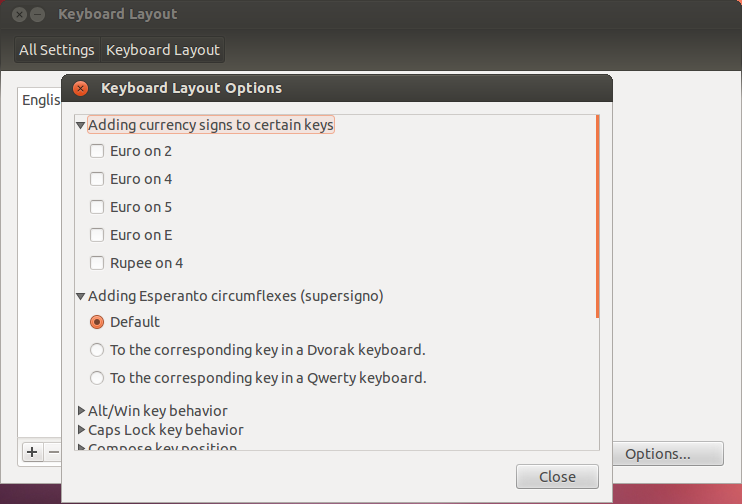 Keyboard Layout
All Settings Keyboard Layout
Englis
Keyboard Layout Options
Adding currency signs to certain keys
Euro on 2
Euro on 4
Euro on 5
Euro on E
Rupee on 4
Adding Esperanto circumflexes (supersigno)
Default
To the corresponding key in a Dvorak keyboard.
To the corresponding key in a Qwerty keyboard.
Alt/Win key behavior
Caps Lock key behavior
Compose key position
Options...
Close